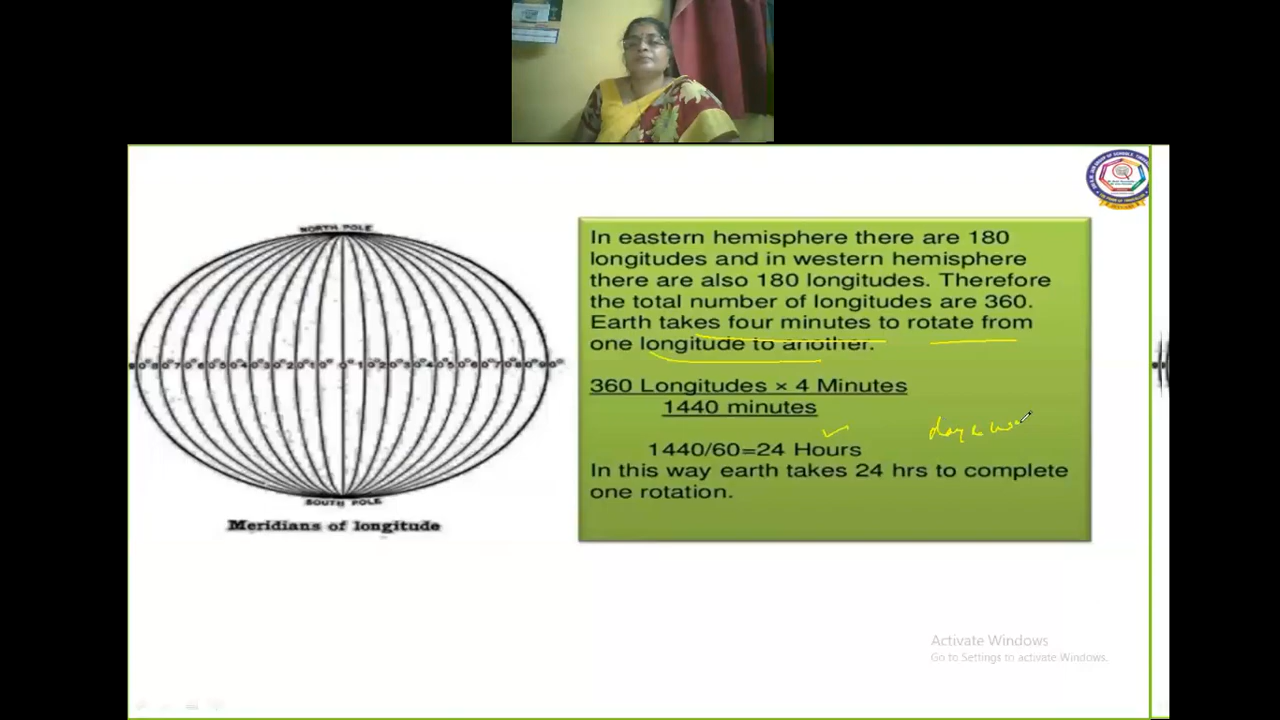 In eastern hemisphere there are 180
longitudes and in western hemisphere
there are also 180 longitudes. Therefore
the total number of longitudes are 360.
Earth takes four minutes to rotate from
one longitude to another.
360 Longitudes × 4 Minutes
1440 minutes
1440/60=24 Hours
In this way earth takes 24 hrs to complete
one rotation.
NORTH POLE
SOUTH POLE
Meridians of longitude
day &
Activate Windows
Go to Settings to activate Windows.